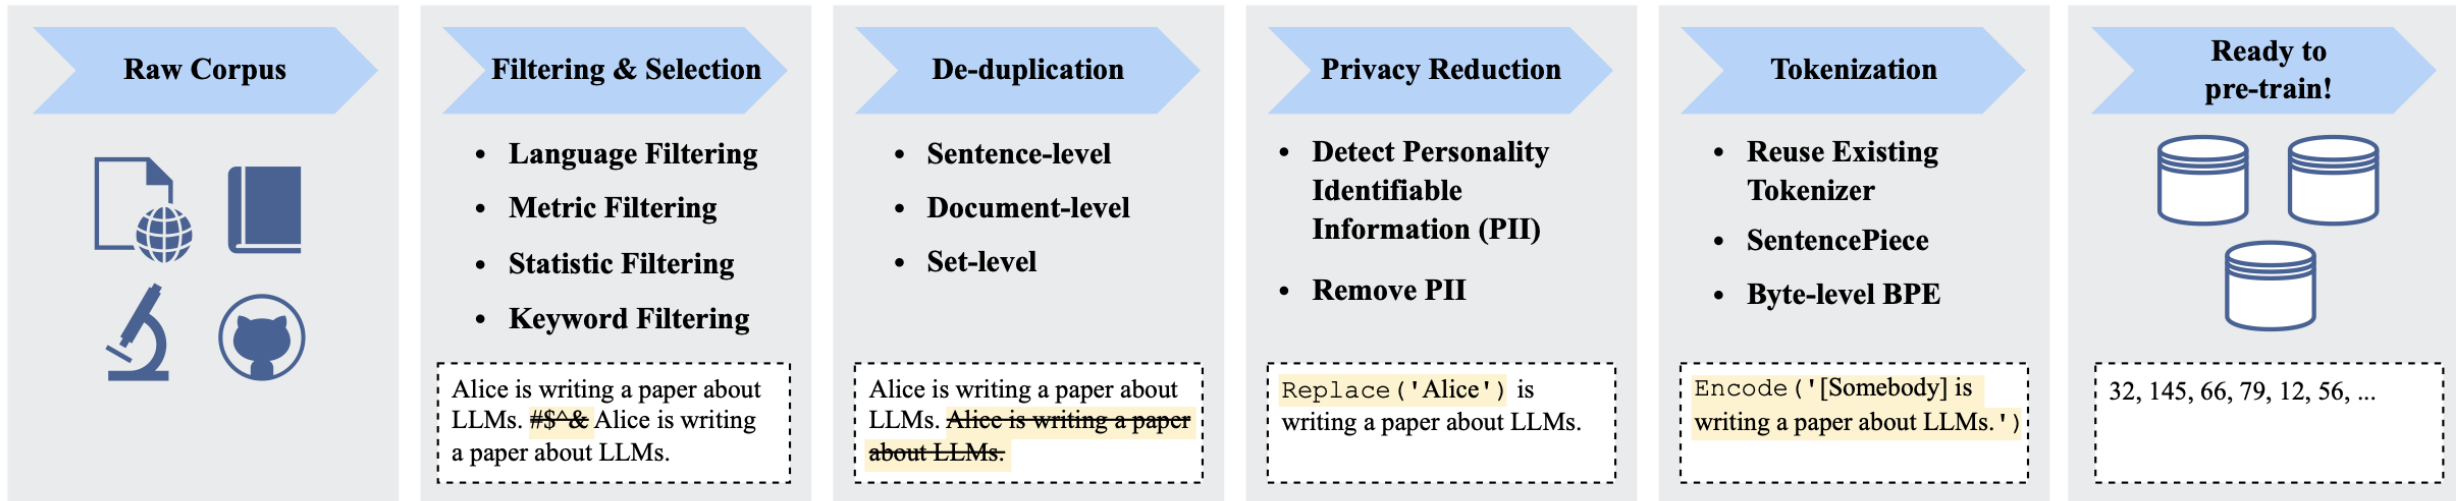 Raw Corpus
Filtering & Selection
• Language Filtering
• Metric Filtering
• Statistic Filtering
• Keyword Filtering
Alice is writing a paper about
LLMs. #$^& Alice is writing
a paper about LLMs.
De-duplication
• Sentence-level
• Document-level
• Set-level
Alice is writing a paper about
LLMs. Alice is writing a paper
about LLMs.
Privacy Reduction
• Detect Personality
Identifiable
Information (PII)
• Remove PII
Replace('Alice') is
writing a paper about LLMs.
Tokenization
• Reuse Existing
Tokenizer
• SentencePiece
• Byte-level BPE
Encode('[Somebody] is
writing a paper about LLMs.')
Ready to
pre-train!
32, 145, 66, 79, 12, 56, ...